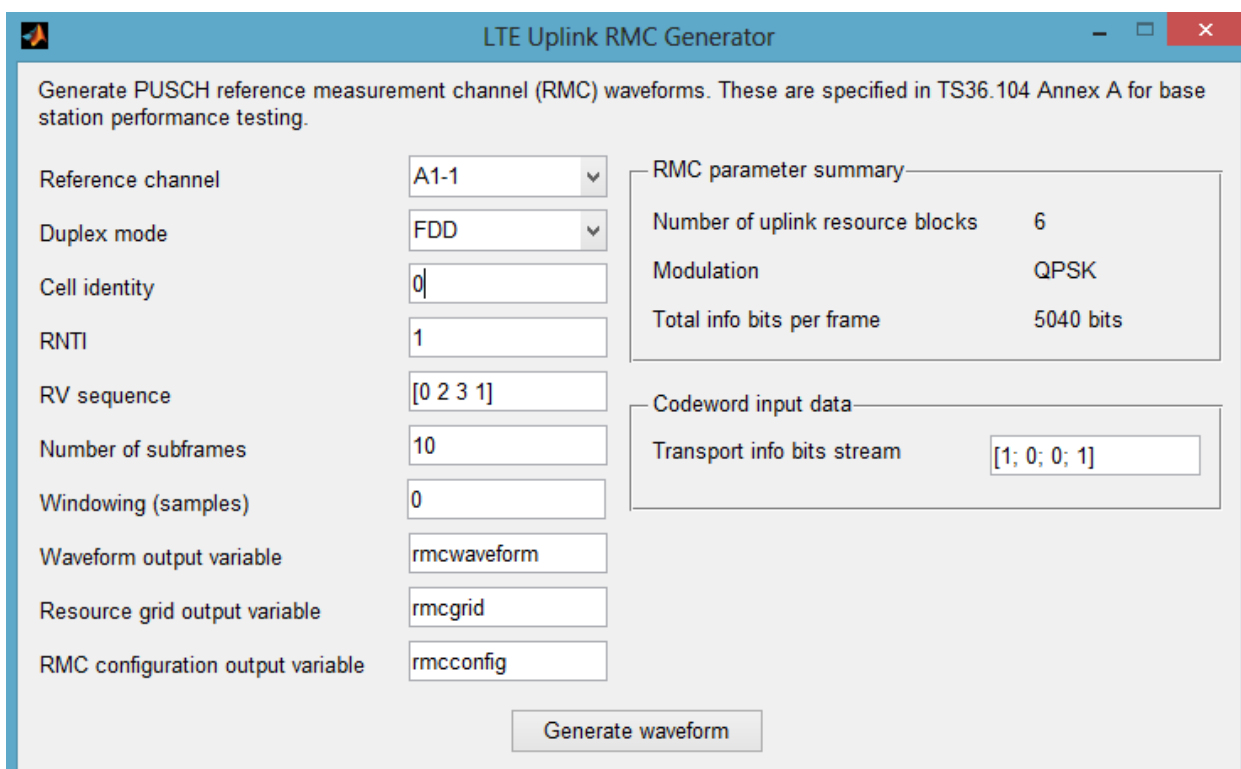 LTE Uplink RMC Generator
Generate PUSCH reference measurement channel (RMC) waveforms. These are specified in TS36.104 Annex A for base
station performance testing.
Reference channel A1-1
Duplex mode FDD
Cell identity 0
RNTI 1
RV sequence [0 2 3 1]
Number of subframes 10
Windowing (samples) 0
Waveform output variable rmcwaveform
Resource grid output variable rmcgrid
RMC configuration output variable rmcconfig
RMC parameter summary
Number of uplink resource blocks 6
Modulation QPSK
Total info bits per frame 5040 bits
Codeword input data
Transport info bits stream [1; 0; 0; 1]
Generate waveform